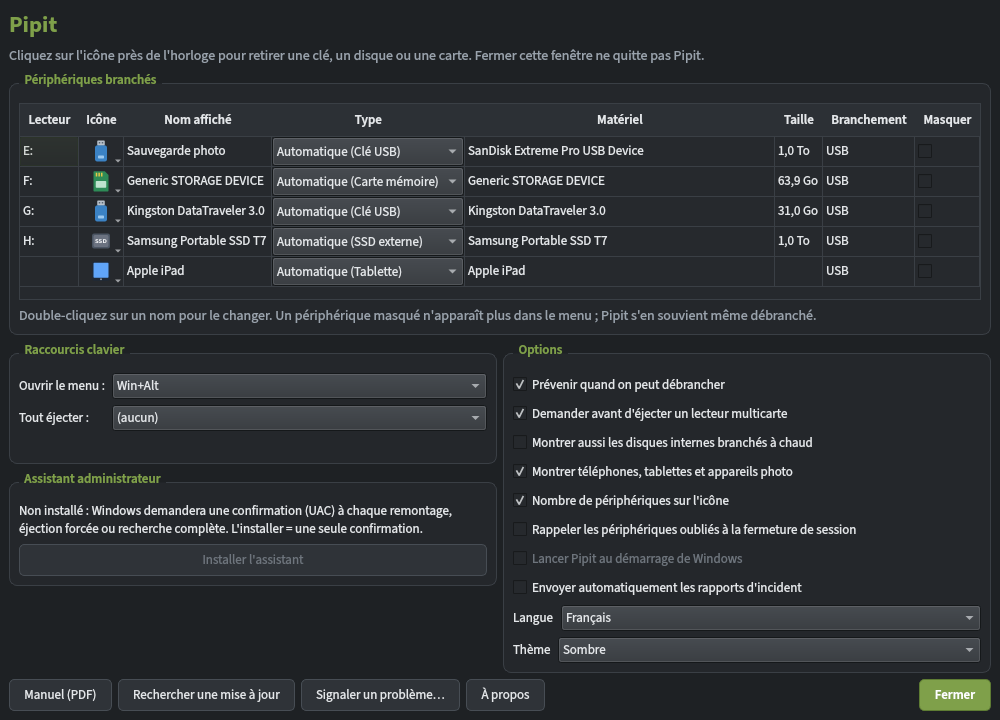 Pipit
Cliquez sur l'icône près de l'horloge pour retirer une clé, un disque ou une carte. Fermer cette fenêtre ne quitte pas Pipit.
Périphériques branchés
Lecteur Icône Nom affiché Type Matériel Taille Branchement Masquer
E: Sauvegarde photo Automatique (Clé USB) SanDisk Extreme Pro USB Device 1,0 To USB
F: Generic STORAGE DEVICE Automatique (Carte mémoire) Generic STORAGE DEVICE 63,9 Go USB
G: Kingston DataTraveler 3.0 Automatique (Clé USB) Kingston DataTraveler 3.0 31,0 Go USB
H: SSD Samsung Portable SSD T7 Automatique (SSD externe) Samsung Portable SSD T7 1,0 To USB
Apple iPad Automatique (Tablette) Apple iPad USB
Double-cliquez sur un nom pour le changer. Un périphérique masqué n'apparaît plus dans le menu ; Pipit s'en souvient même débranché.
Raccourcis clavier
Ouvrir le menu : Win+Alt
Tout éjecter : (aucun)
Assistant administrateur
Non installé : Windows demandera une confirmation (UAC) à chaque remontage,
éjection forcée ou recherche complète. L'installer = une seule confirmation.
Installer l'assistant
Options
Prévenir quand on peut débrancher
Demander avant d'éjecter un lecteur multicarte
Montrer aussi les disques internes branchés à chaud
Montrer téléphones, tablettes et appareils photo
Nombre de périphériques sur l'icône
Rappeler les périphériques oubliés à la fermeture de session
Lancer Pipit au démarrage de Windows
Envoyer automatiquement les rapports d'incident
Langue Français
Thème Sombre
Manuel (PDF) Rechercher une mise à jour Signaler un problème… À propos Fermer